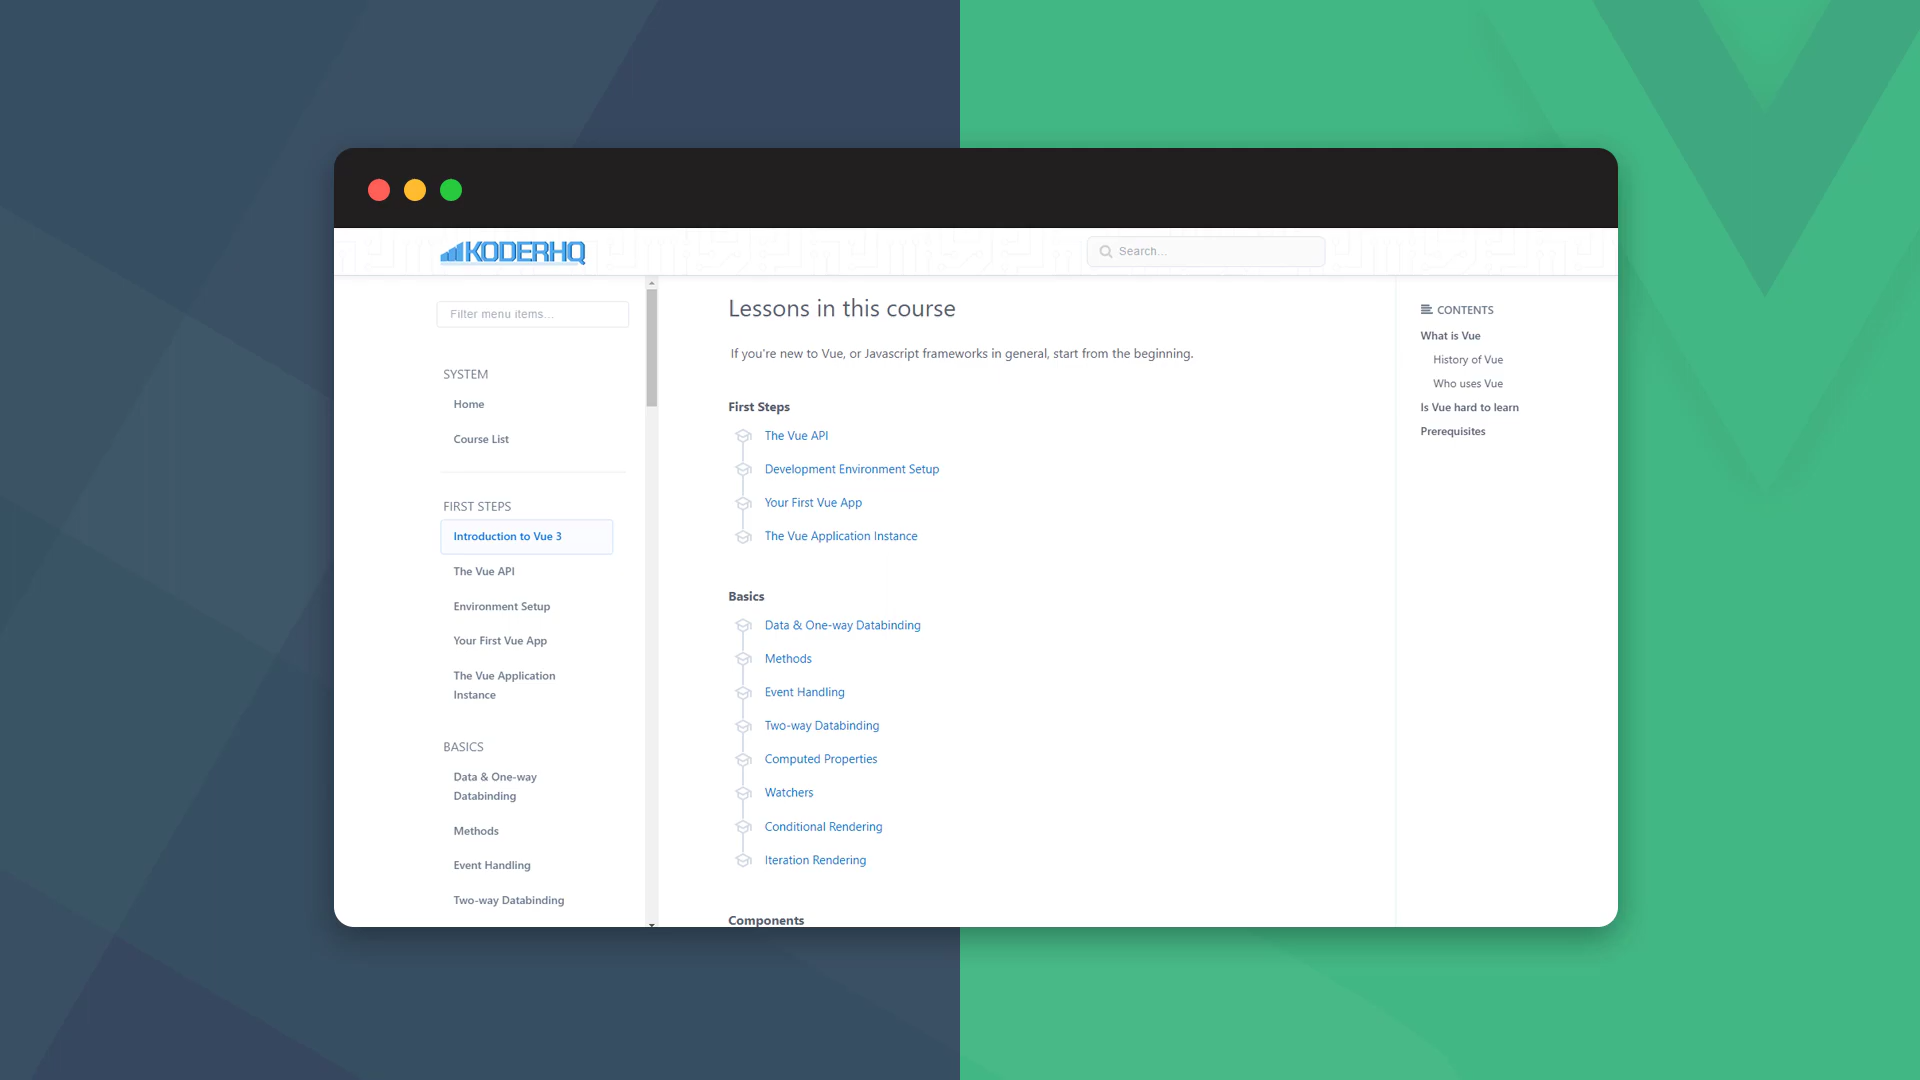 KODERHQ
Search...
Filter menu items...
SYSTEM
Home
Course List
FIRST STEPS
Introduction to Vue 3
The Vue API
Environment Setup
Your First Vue App
The Vue Application
Instance
BASICS
Data & One-way
Databinding
Methods
Event Handling
Two-way Databinding
Lessons in this course
If you're new to Vue, or Javascript frameworks in general, start from the beginning.
First Steps
The Vue API
Development Environment Setup
Your First Vue App
The Vue Application Instance
Basics
Data & One-way Databinding
Methods
Event Handling
Two-way Databinding
Computed Properties
Watchers
Conditional Rendering
Iteration Rendering
Components
CONTENTS
What is Vue
History of Vue
Who uses Vue
Is Vue hard to learn
Prerequisites